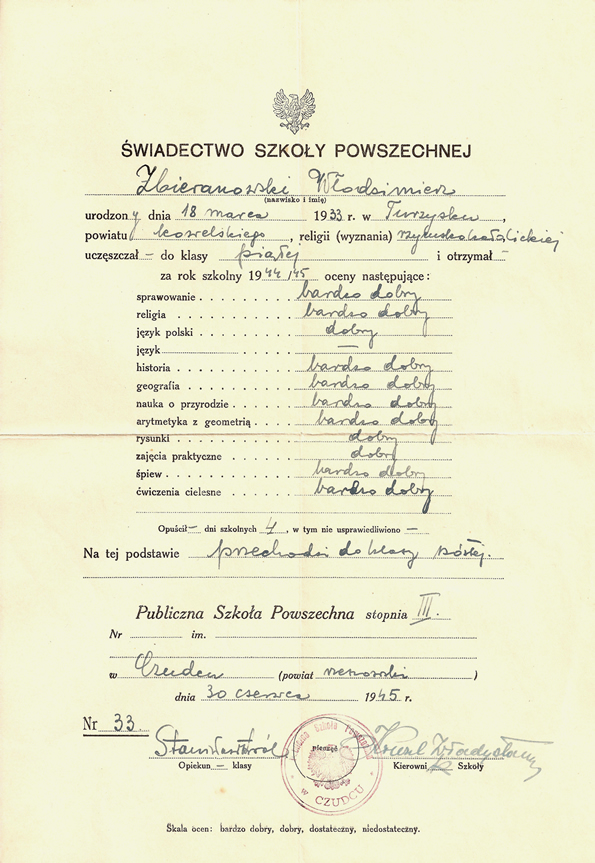 ŚWIADECTWO SZKOŁY POWSZECHNEJ
Zbieranowski Włodzimierz
(nazwisko i imię)
urodzony dnia 18 marca 1933 r. w Turzysku,
powiatu kowelskiego, religii (wyznania) rzymskokatolickiej
uczęszczał — do klasy piątej i otrzymał —
za rok szkolny 1944/45 oceny następujące:
sprawowanie . . . . . . . . bardzo dobry
religia . . . . . . . . . bardzo dobry
język polski . . . . . . . dobry
język . . . . . —
historia . . . . . . . . . bardzo dobry
geografia . . . . . . . . bardzo dobry
nauka o przyrodzie . . . . . bardzo dobry
arytmetyka z geometrią . . . . bardzo dobry
rysunki . . . . . . . . . dobry
zajęcia praktyczne . . . . . dobry
śpiew . . . . . . . . . . bardzo dobry
ćwiczenia cielesne . . . . . bardzo dobry
Opuścił — dni szkolnych 4, w tym nie usprawiedliwiono —
Na tej podstawie przechodzi do klasy szóstej.
Publiczna Szkoła Powszechna stopnia III.
Nr im.
w Czudcu (powiat rzeszowski)
dnia 30 czerwca 1945 r.
Nr 33.
Stanisław Król
Władysław
Opiekun — klasy
pieczęć
Kierownik Szkoły
Szkoła
w CZUDCU
Skala ocen: bardzo dobry, dobry, dostateczny, niedostateczny.